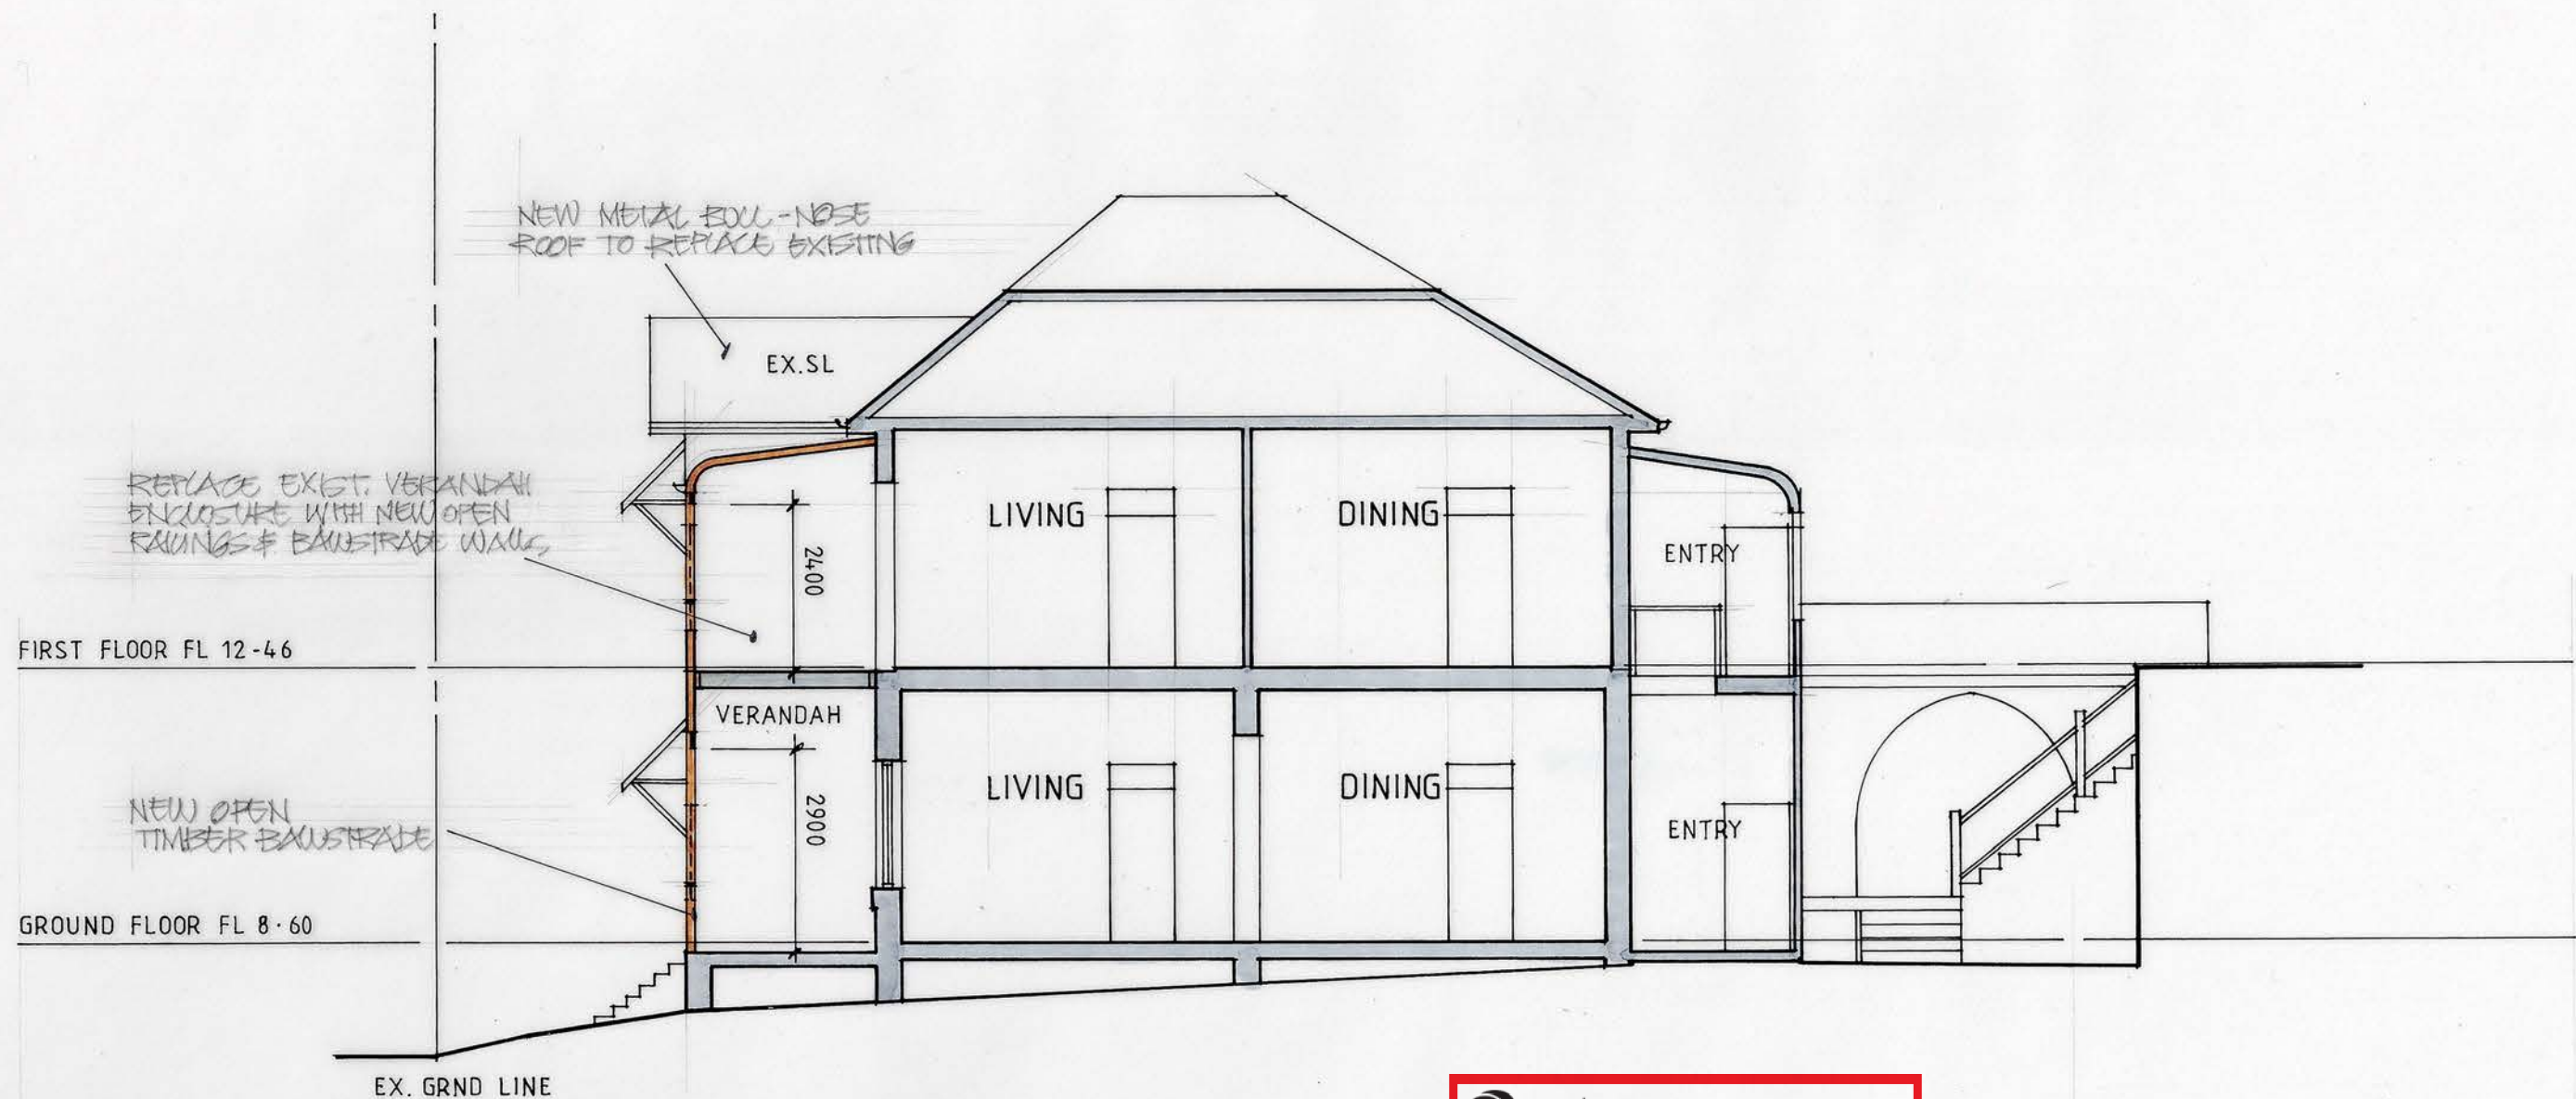 NEW METAL BULL-NOSE
ROOF TO REPLACE EXISTING
EX.SL
REPLACE EXIST. VERANDAH
ENCLOSURE WITH NEW OPEN
RAILINGS & BALUSTRADE WALLS
LIVING
DINING
ENTRY
2400
FIRST FLOOR FL 12-46
VERANDAH
LIVING
DINING
ENTRY
2900
NEW OPEN
TIMBER BALUSTRADE
GROUND FLOOR FL 8·60
EX. GRND LINE